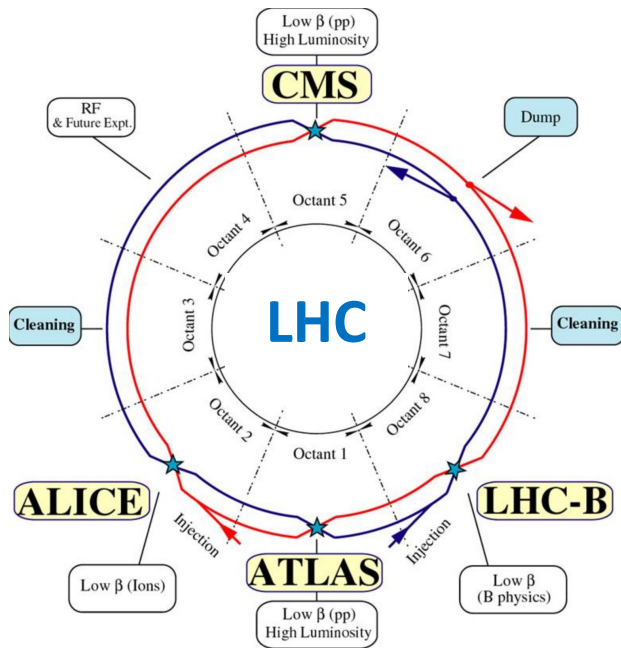 Low β (pp)
High Luminosity
CMS
RF
& Future Expt.
Dump
Octant 5
Octant 4
Octant 6
Octant 3
LHC
Octant 7
Cleaning
Cleaning
Octant 2
Octant 8
Octant 1
ALICE
LHC-B
Injection
Injection
ATLAS
Low β (Ions)
Low β
(B physics)
Low β (pp)
High Luminosity